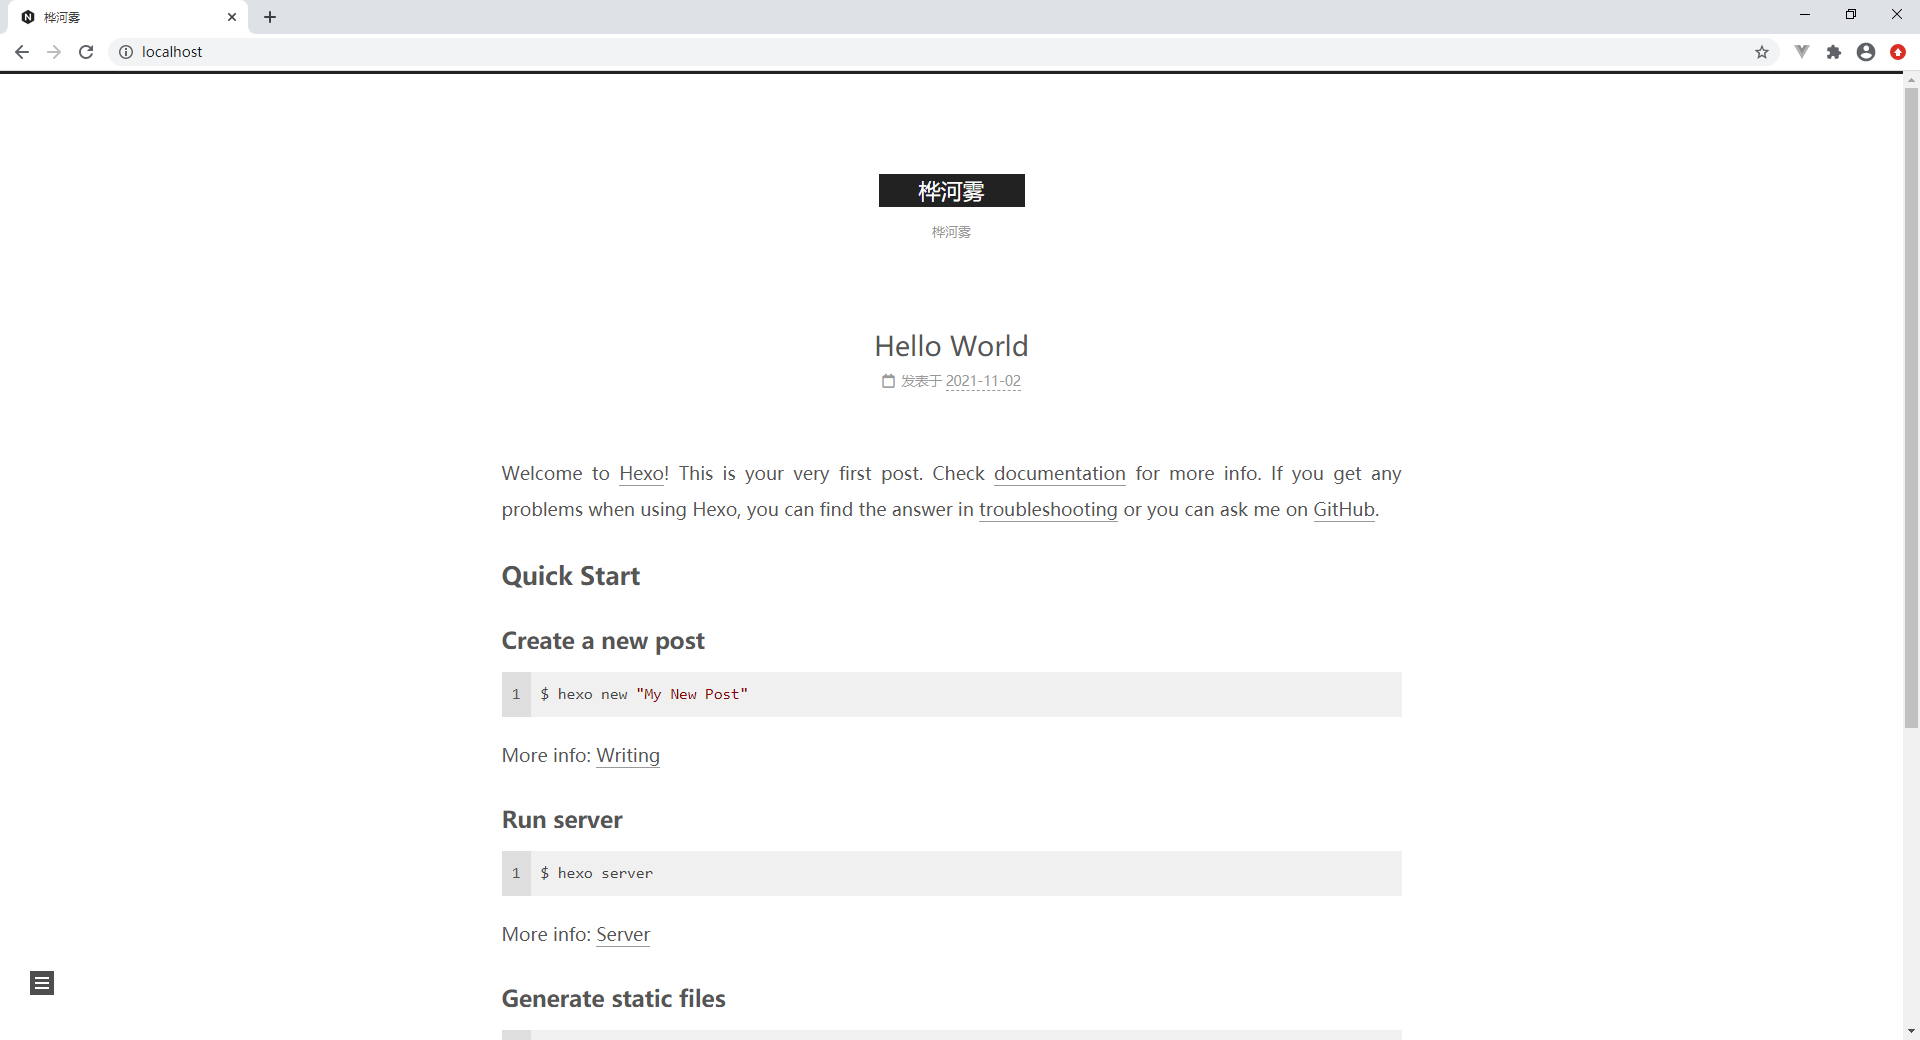 桦河雾
localhost
桦河雾
桦河雾
Hello World
发表于 2021-11-02
Welcome to Hexo! This is your very first post. Check documentation for more info. If you get any
problems when using Hexo, you can find the answer in troubleshooting or you can ask me on GitHub.
Quick Start
Create a new post
1 $ hexo new "My New Post"
More info: Writing
Run server
1 $ hexo server
More info: Server
Generate static files